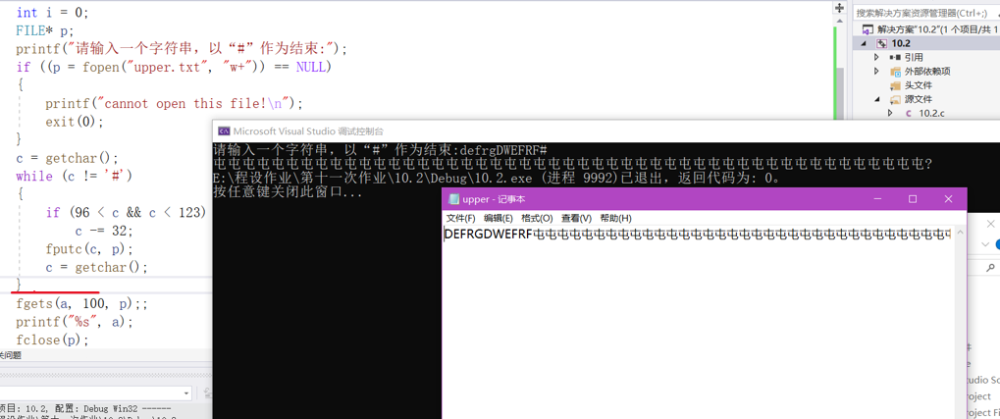 int i = 0;
FILE* p;
printf("请输入一个字符串，以“#”作为结束:");
if ((p = fopen("upper.txt", "w+")) == NULL)
{
printf("cannot open this file!\n");
exit(0);
}
c = getchar();
while (c != '#')
{
if (96 < c && c < 123)
c -= 32;
fputc(c, p);
c = getchar();
}
fgets(a, 100, p);;
printf("%s", a);
fclose(p);
关问题
项目: 10.2, 配置: Debug Win32 ------
搜索解决方案资源管理器(Ctrl+;)
解决方案"10.2"(1 个项目/共 1
10.2
引用
外部依赖项
头文件
源文件
10.2.c
Microsoft Visual Studio 调试控制台
请输入一个字符串，以“#”作为结束:defrgDWEFRF#
屯屯屯屯屯屯屯屯屯屯屯屯屯屯屯屯屯屯屯屯屯屯屯屯屯屯屯屯屯屯屯屯屯屯屯屯屯屯屯屯屯屯屯屯屯屯屯屯屯?
E:\程设作业\第十一次作业\10.2\Debug\10.2.exe (进程 9992)已退出，返回代码为: 0。
按任意键关闭此窗口...
upper - 记事本
文件(F) 编辑(E) 格式(O) 查看(V) 帮助(H)
DEFRGDWEFRF屯屯屯屯屯屯屯屯屯屯屯屯屯屯屯屯屯屯屯屯屯屯屯屯屯屯屯屯屯屯屯屯屯屯
tudio So
roject
roject Fi